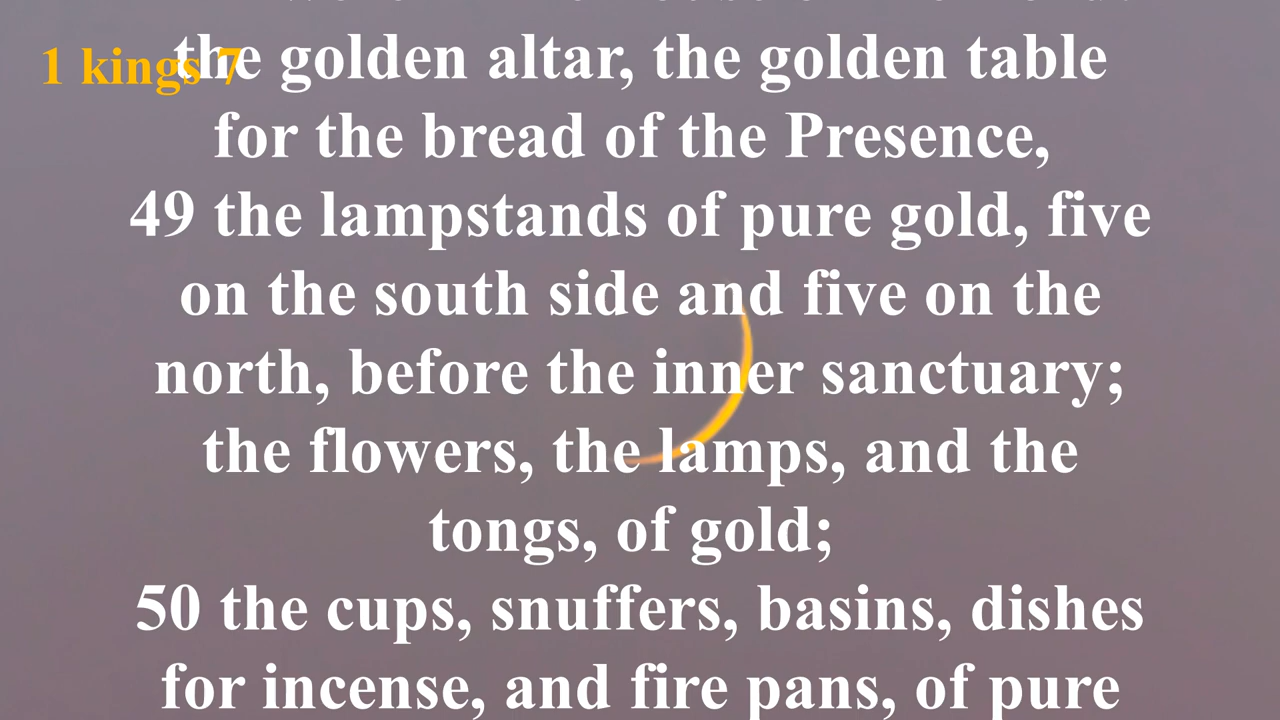 1 kings 7
the golden altar, the golden table
for the bread of the Presence,
49 the lampstands of pure gold, five
on the south side and five on the
north, before the inner sanctuary;
the flowers, the lamps, and the
tongs, of gold;
50 the cups, snuffers, basins, dishes
for incense, and fire pans, of pure